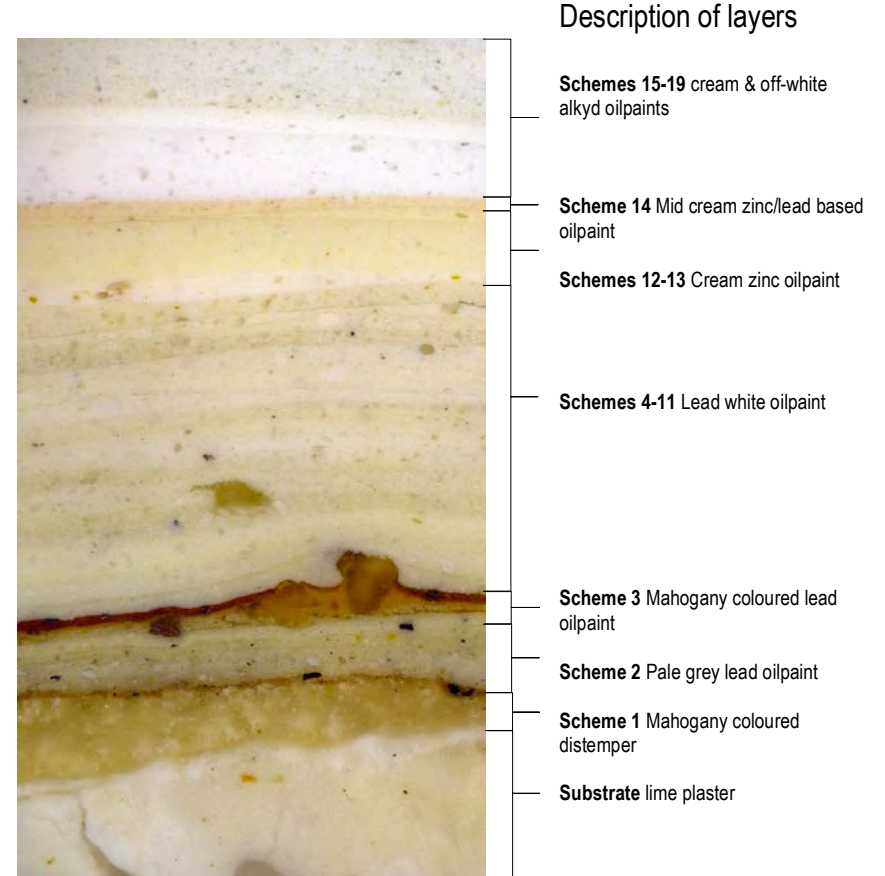 Description of layers
Schemes 15-19 cream & off-white
alkyd oilpaints
Scheme 14 Mid cream zinc/lead based
oilpaint
Schemes 12-13 Cream zinc oilpaint
Schemes 4-11 Lead white oilpaint
Scheme 3 Mahogany coloured lead
oilpaint
Scheme 2 Pale grey lead oilpaint
Scheme 1 Mahogany coloured
distemper
Substrate lime plaster